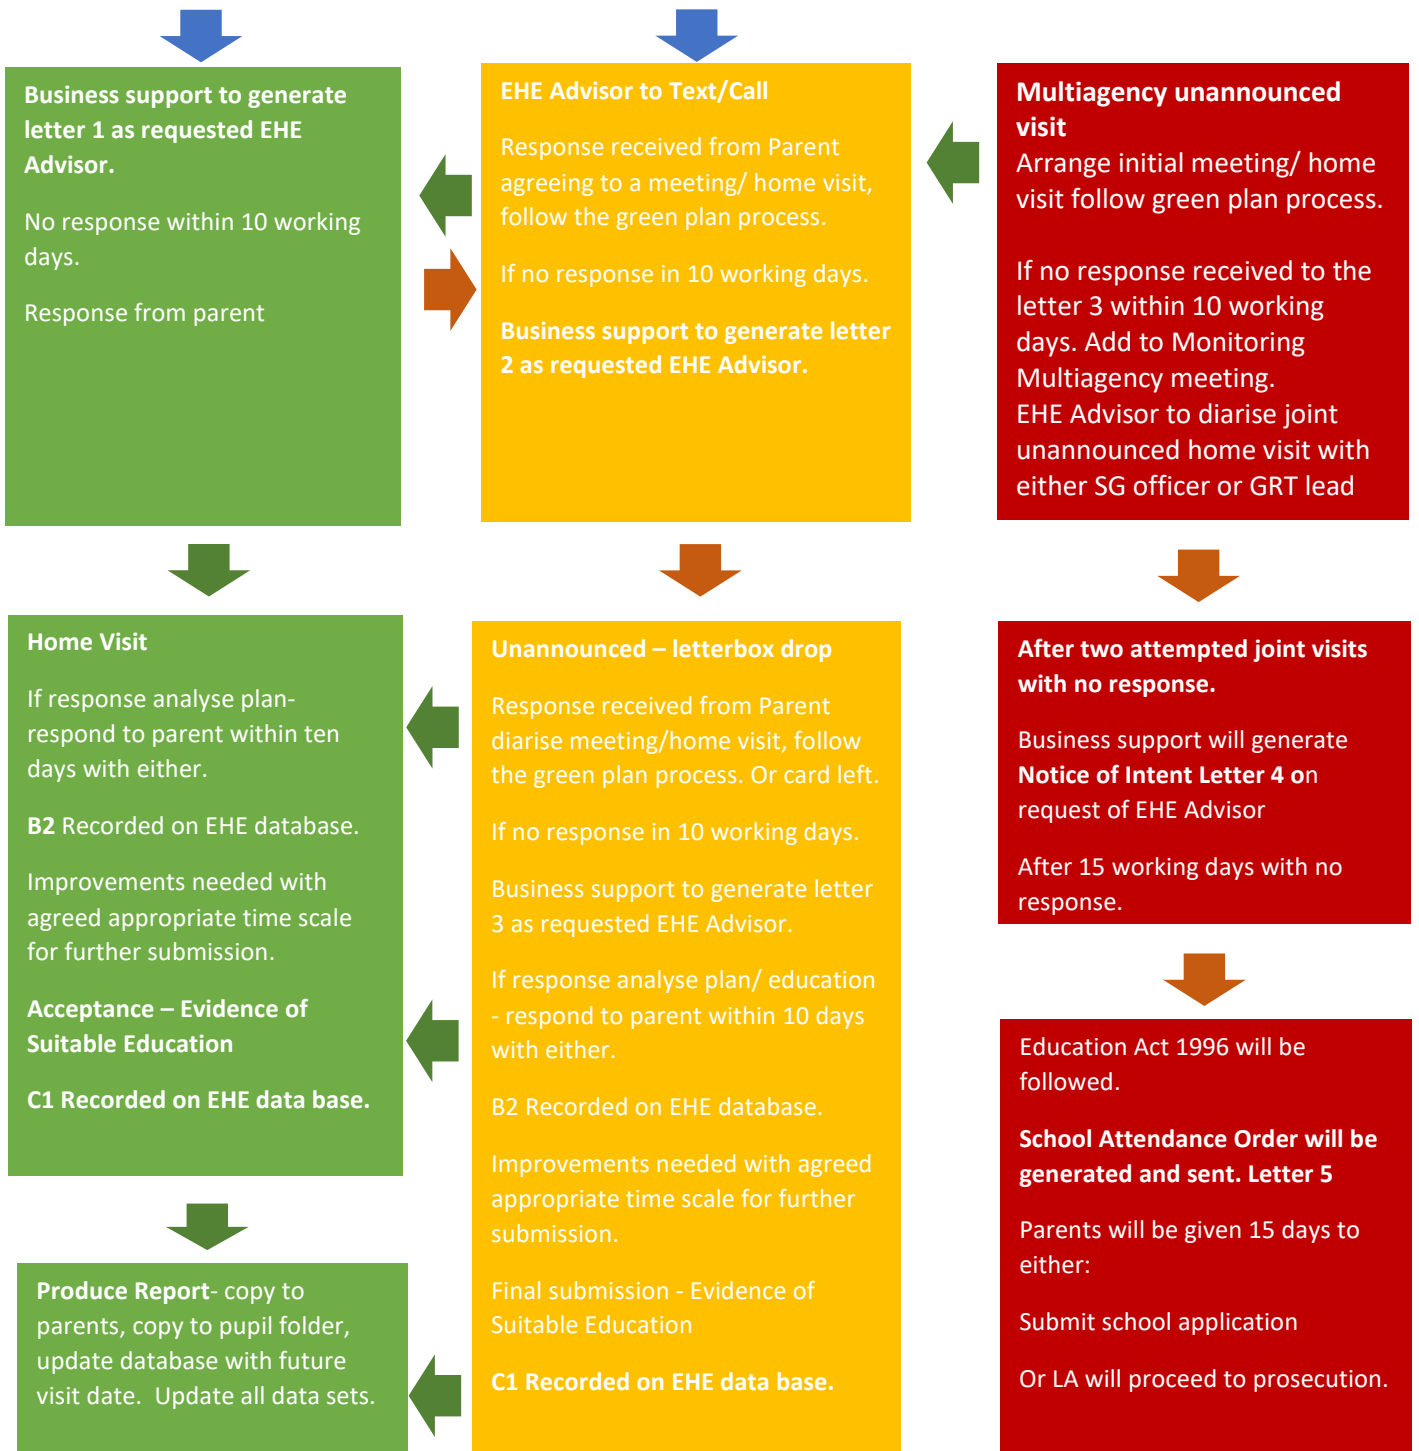 Business support to generate
letter 1 as requested EHE
Advisor.
No response within 10 working
days.
Response from parent
EHE Advisor to Text/Call
Response received from Parent
agreeing to a meeting/ home visit,
follow the green plan process.
If no response in 10 working days.
Business support to generate letter
2 as requested EHE Advisor.
Multiagency unannounced
visit
Arrange initial meeting/ home
visit follow green plan process.
If no response received to the
letter 3 within 10 working
days. Add to Monitoring
Multiagency meeting.
EHE Advisor to diarise joint
unannounced home visit with
either SG officer or GRT lead
Home Visit
If response analyse plan-
respond to parent within ten
days with either.
B2 Recorded on EHE database.
Improvements needed with
agreed appropriate time scale
for further submission.
Acceptance – Evidence of
Suitable Education
C1 Recorded on EHE data base.
Unannounced – letterbox drop
Response received from Parent
diarise meeting/home visit, follow
the green plan process. Or card left.
If no response in 10 working days.
Business support to generate letter
3 as requested EHE Advisor.
If response analyse plan/ education
- respond to parent within 10 days
with either.
B2 Recorded on EHE database.
Improvements needed with agreed
appropriate time scale for further
submission.
Final submission - Evidence of
Suitable Education
C1 Recorded on EHE data base.
After two attempted joint visits
with no response.
Business support will generate
Notice of Intent Letter 4 on
request of EHE Advisor
After 15 working days with no
response.
Produce Report- copy to
parents, copy to pupil folder,
update database with future
visit date.  Update all data sets.
Education Act 1996 will be
followed.
School Attendance Order will be
generated and sent. Letter 5
Parents will be given 15 days to
either:
Submit school application
Or LA will proceed to prosecution.